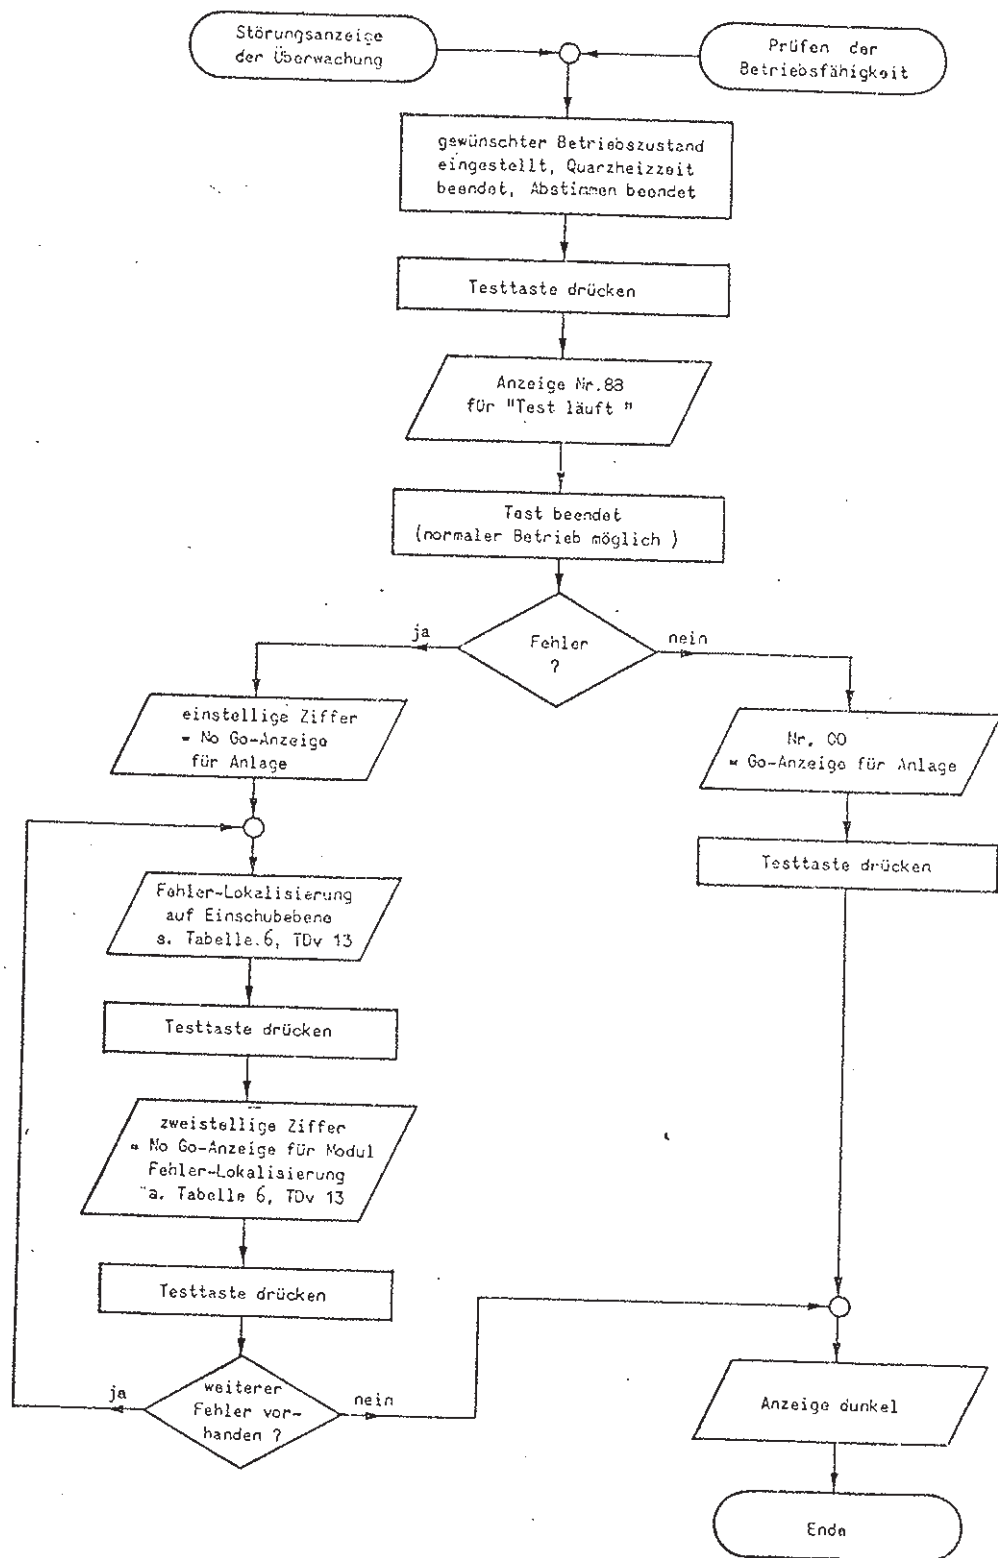 Störungsanzeige
der Überwachung
Prüfen der
Betriebsfähigkeit
gewünschter Betriebszustand
eingestellt, Quarzheizzeit
beendet, Abstimmen beendet
Testtaste drücken
Anzeige Nr. 88
für "Test läuft"
Test beendet
(normaler Betrieb möglich)
ja
Fehler
?
nein
einstellige Ziffer
= No Go-Anzeige
für Anlage
Nr. 00
= Go-Anzeige für Anlage
Testtaste drücken
Fehler-Lokalisierung
auf Einschubebene
s. Tabelle 6, TDv 13
Testtaste drücken
zweistellige Ziffer
= No Go-Anzeige für Modul
Fehler-Lokalisierung
s. Tabelle 6, TDv 13
Testtaste drücken
ja
weiterer
Fehler vor-
handen ?
nein
Anzeige dunkel
Ende